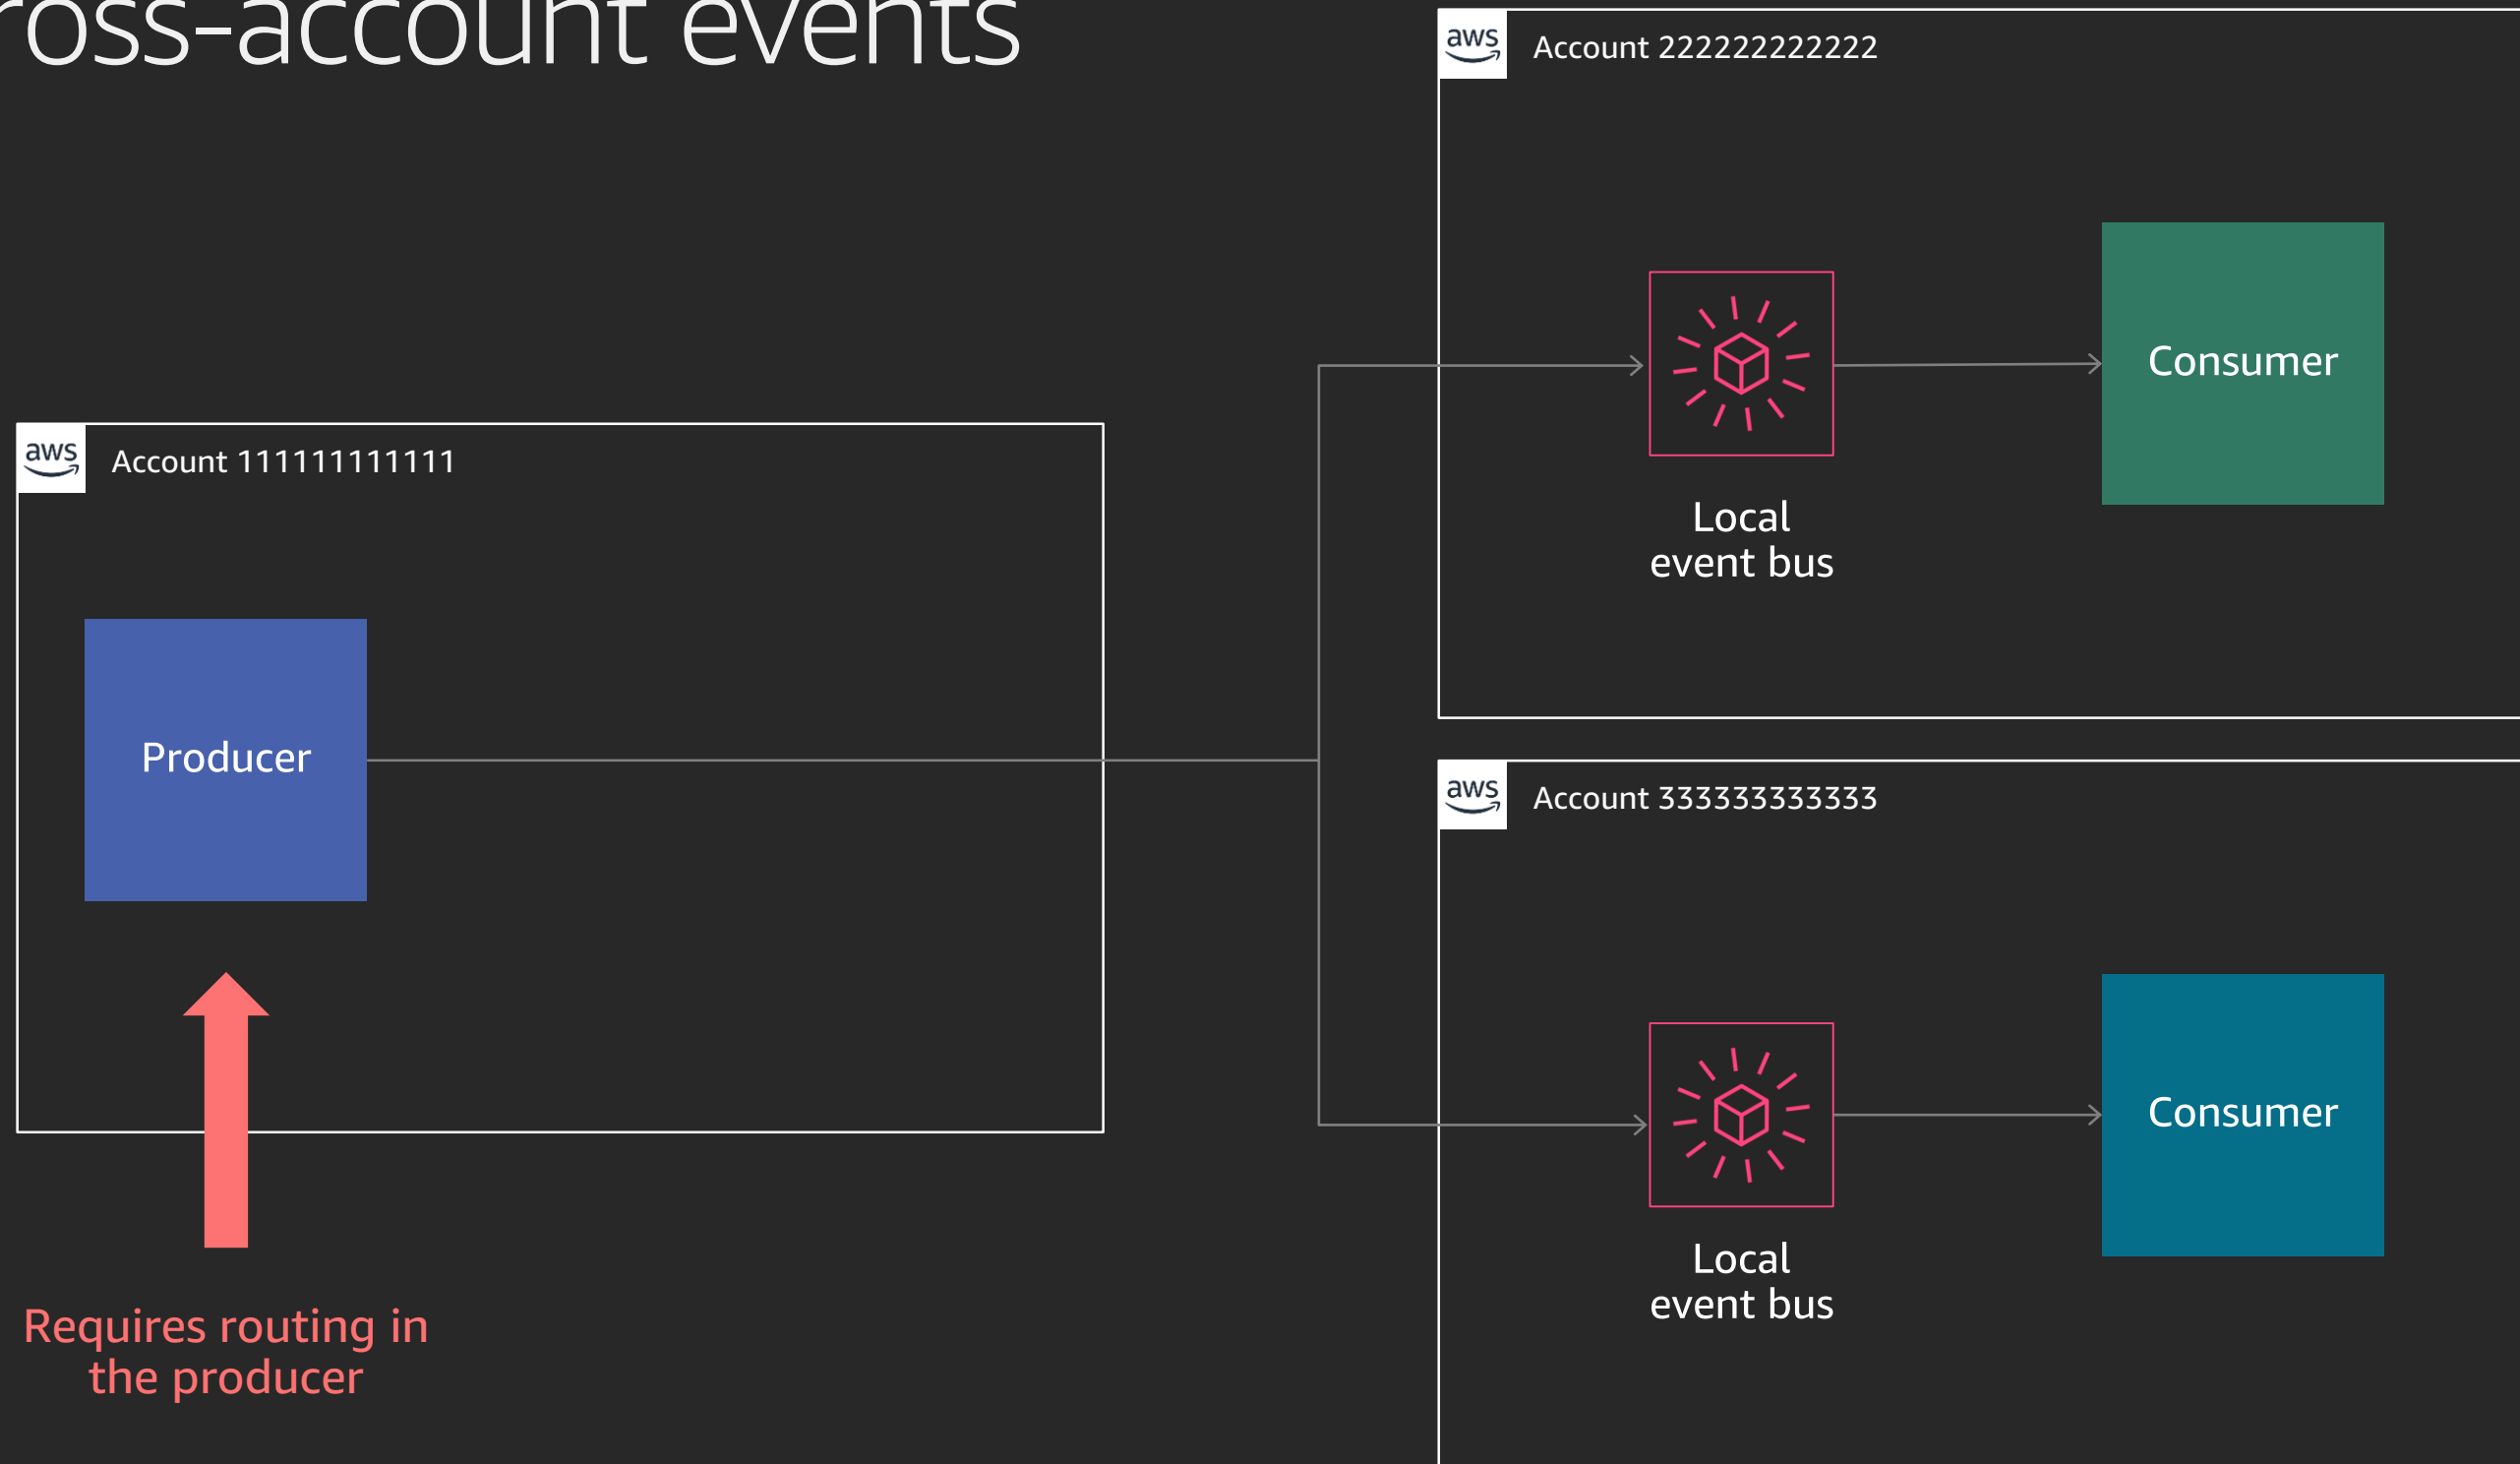 ross-account events
aws
Account 222222222222
Consumer
Local
event bus
aws
Account 111111111111
Producer
Requires routing in
the producer
aws
Account 333333333333
Consumer
Local
event bus